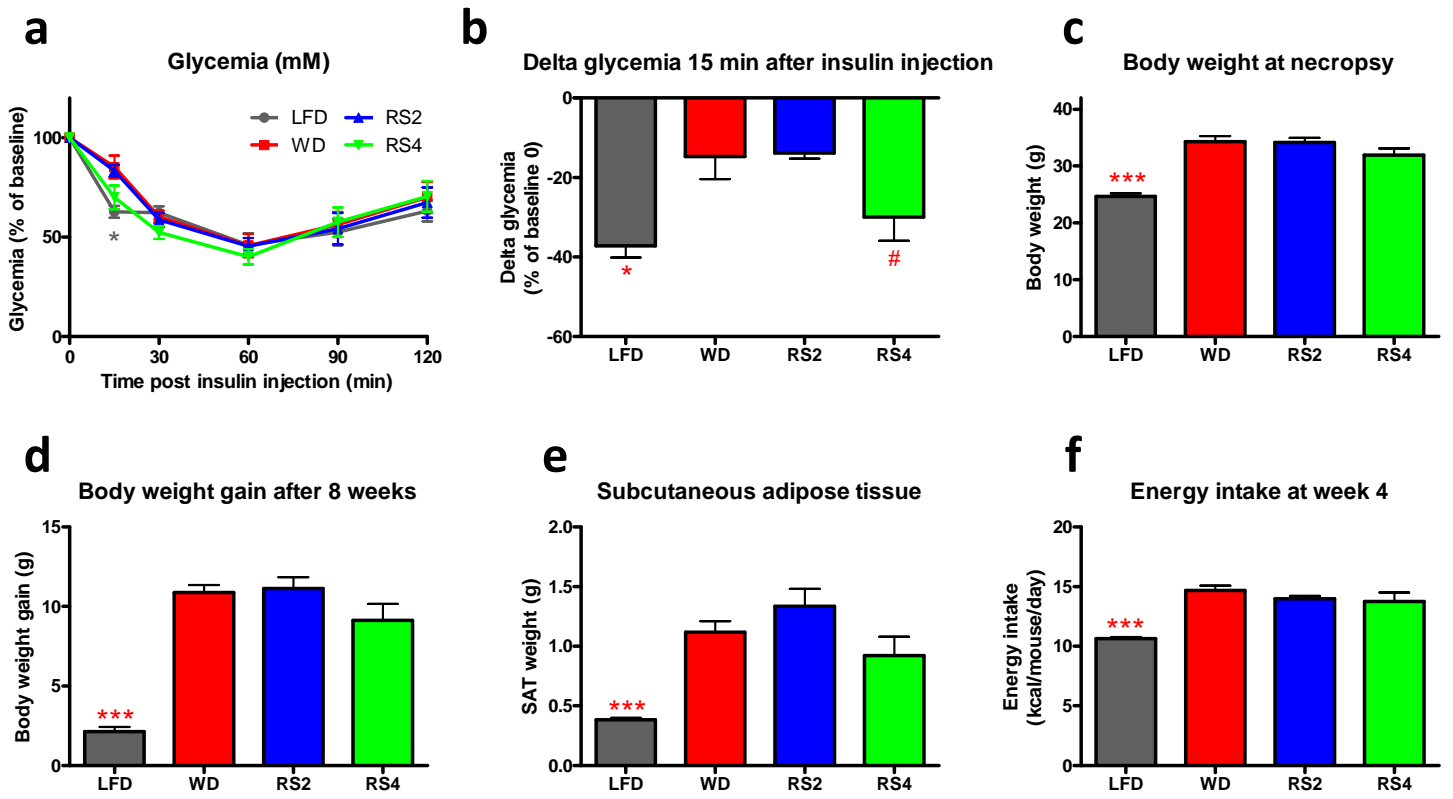 a
Glycemia (mM)
Glycemia (% of baseline)
100
50
0
LFD
RS2
WD
RS4
*
0
30
60
90
120
Time post insulin injection (min)
b
Delta glycemia 15 min after insulin injection
Delta glycemia
(% of baseline 0)
0
-20
-40
-60
*
#
LFD
WD
RS2
RS4
c
Body weight at necropsy
Body weight (g)
40
30
20
10
0
***
LFD
WD
RS2
RS4
d
Body weight gain after 8 weeks
Body weight gain (g)
15
10
5
0
***
LFD
WD
RS2
RS4
e
Subcutaneous adipose tissue
SAT weight (g)
2.0
1.5
1.0
0.5
0.0
***
LFD
WD
RS2
RS4
f
Energy intake at week 4
Energy intake
(kcal/mouse/day)
20
15
10
5
0
***
LFD
WD
RS2
RS4